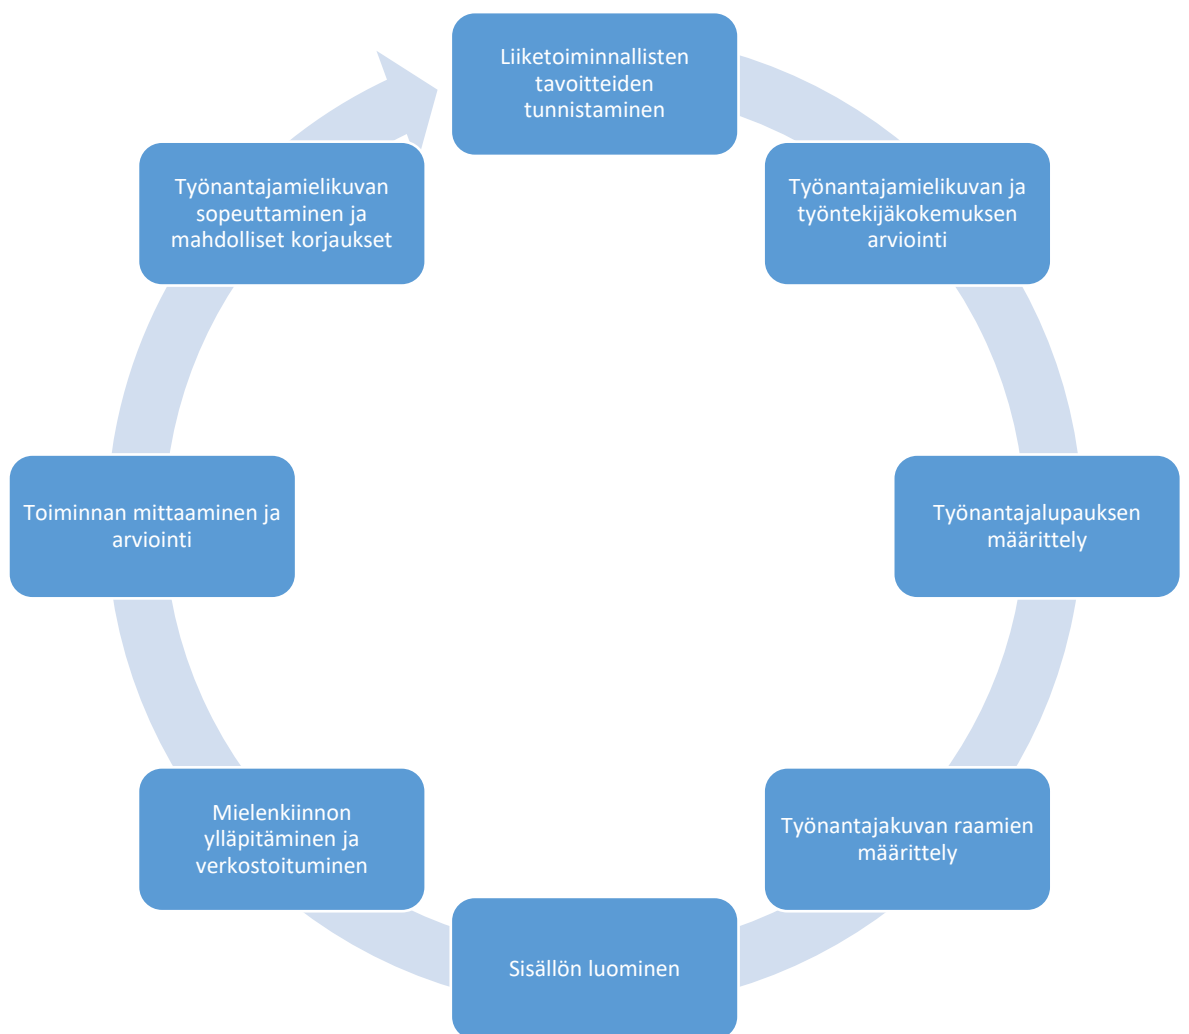 Liiketoiminnallisten
tavoitteiden
tunnistaminen
Työnantajamielikuvan ja
työntekijäkokemuksen
arviointi
Työnantajalupauksen
määrittely
Työnantajakuvan raamien
määrittely
Sisällön luominen
Mielenkiinnon
ylläpitäminen ja
verkostoituminen
Toiminnan mittaaminen ja
arviointi
Työnantajamielikuvan
sopeuttaminen ja
mahdolliset korjaukset